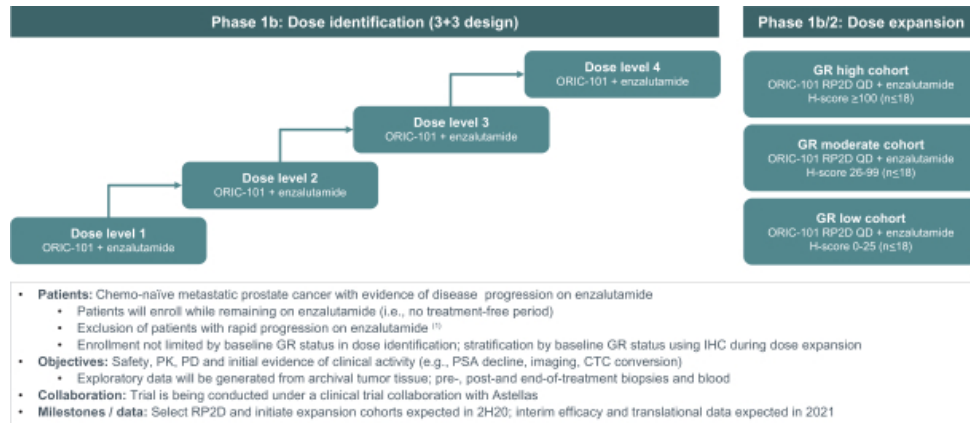 Phase 1b: Dose identification (3+3 design)
Phase 1b/2: Dose expansion
Dose level 4
ORIC-101 + enzalutamide
Dose level 3
ORIC-101 + enzalutamide
Dose level 2
ORIC-101 + enzalutamide
Dose level 1
ORIC-101 + enzalutamide
GR high cohort
ORIC-101 RP2D QD + enzalutamide
H-score ≥100 (n≤18)
GR moderate cohort
ORIC-101 RP2D QD + enzalutamide
H-score 26-99 (n≤18)
GR low cohort
ORIC-101 RP2D QD + enzalutamide
H-score 0-25 (n≤18)
• Patients: Chemo-naïve metastatic prostate cancer with evidence of disease progression on enzalutamide
• Patients will enroll while remaining on enzalutamide (i.e., no treatment-free period)
• Exclusion of patients with rapid progression on enzalutamide (1)
• Enrollment not limited by baseline GR status in dose identification; stratification by baseline GR status using IHC during dose expansion
• Objectives: Safety, PK, PD and initial evidence of clinical activity (e.g., PSA decline, imaging, CTC conversion)
• Exploratory data will be generated from archival tumor tissue; pre-, post-and end-of-treatment biopsies and blood
• Collaboration: Trial is being conducted under a clinical trial collaboration with Astellas
• Milestones / data: Select RP2D and initiate expansion cohorts expected in 2H20; interim efficacy and translational data expected in 2021